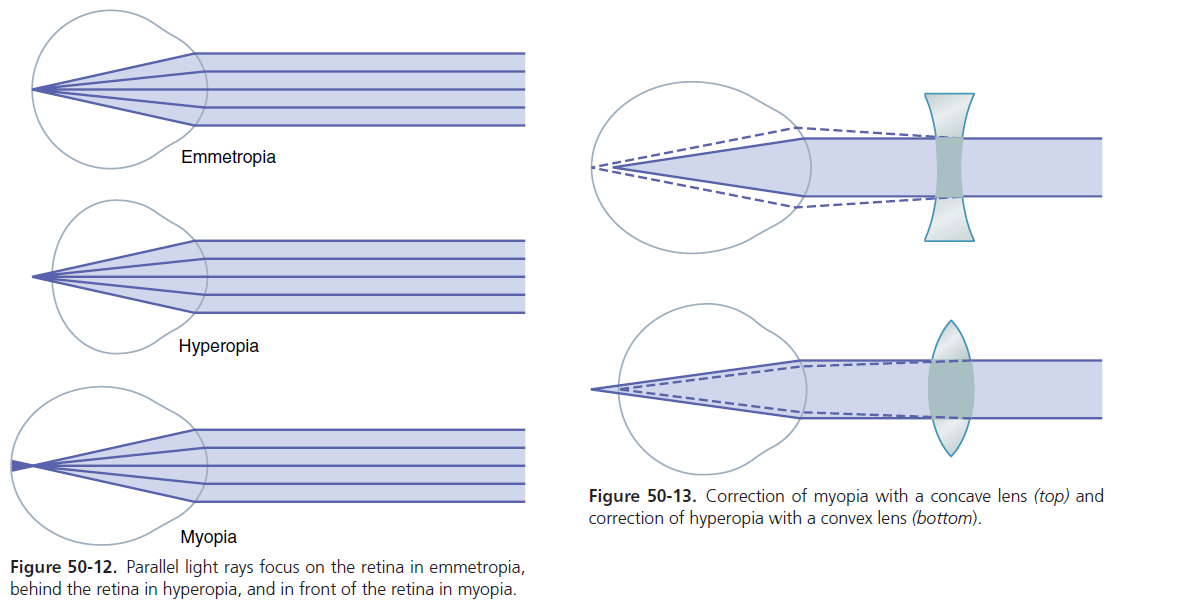 Emmetropia
Hyperopia
Myopia
Figure 50-12. Parallel light rays focus on the retina in emmetropia,
behind the retina in hyperopia, and in front of the retina in myopia.
Figure 50-13. Correction of myopia with a concave lens (top) and
correction of hyperopia with a convex lens (bottom).